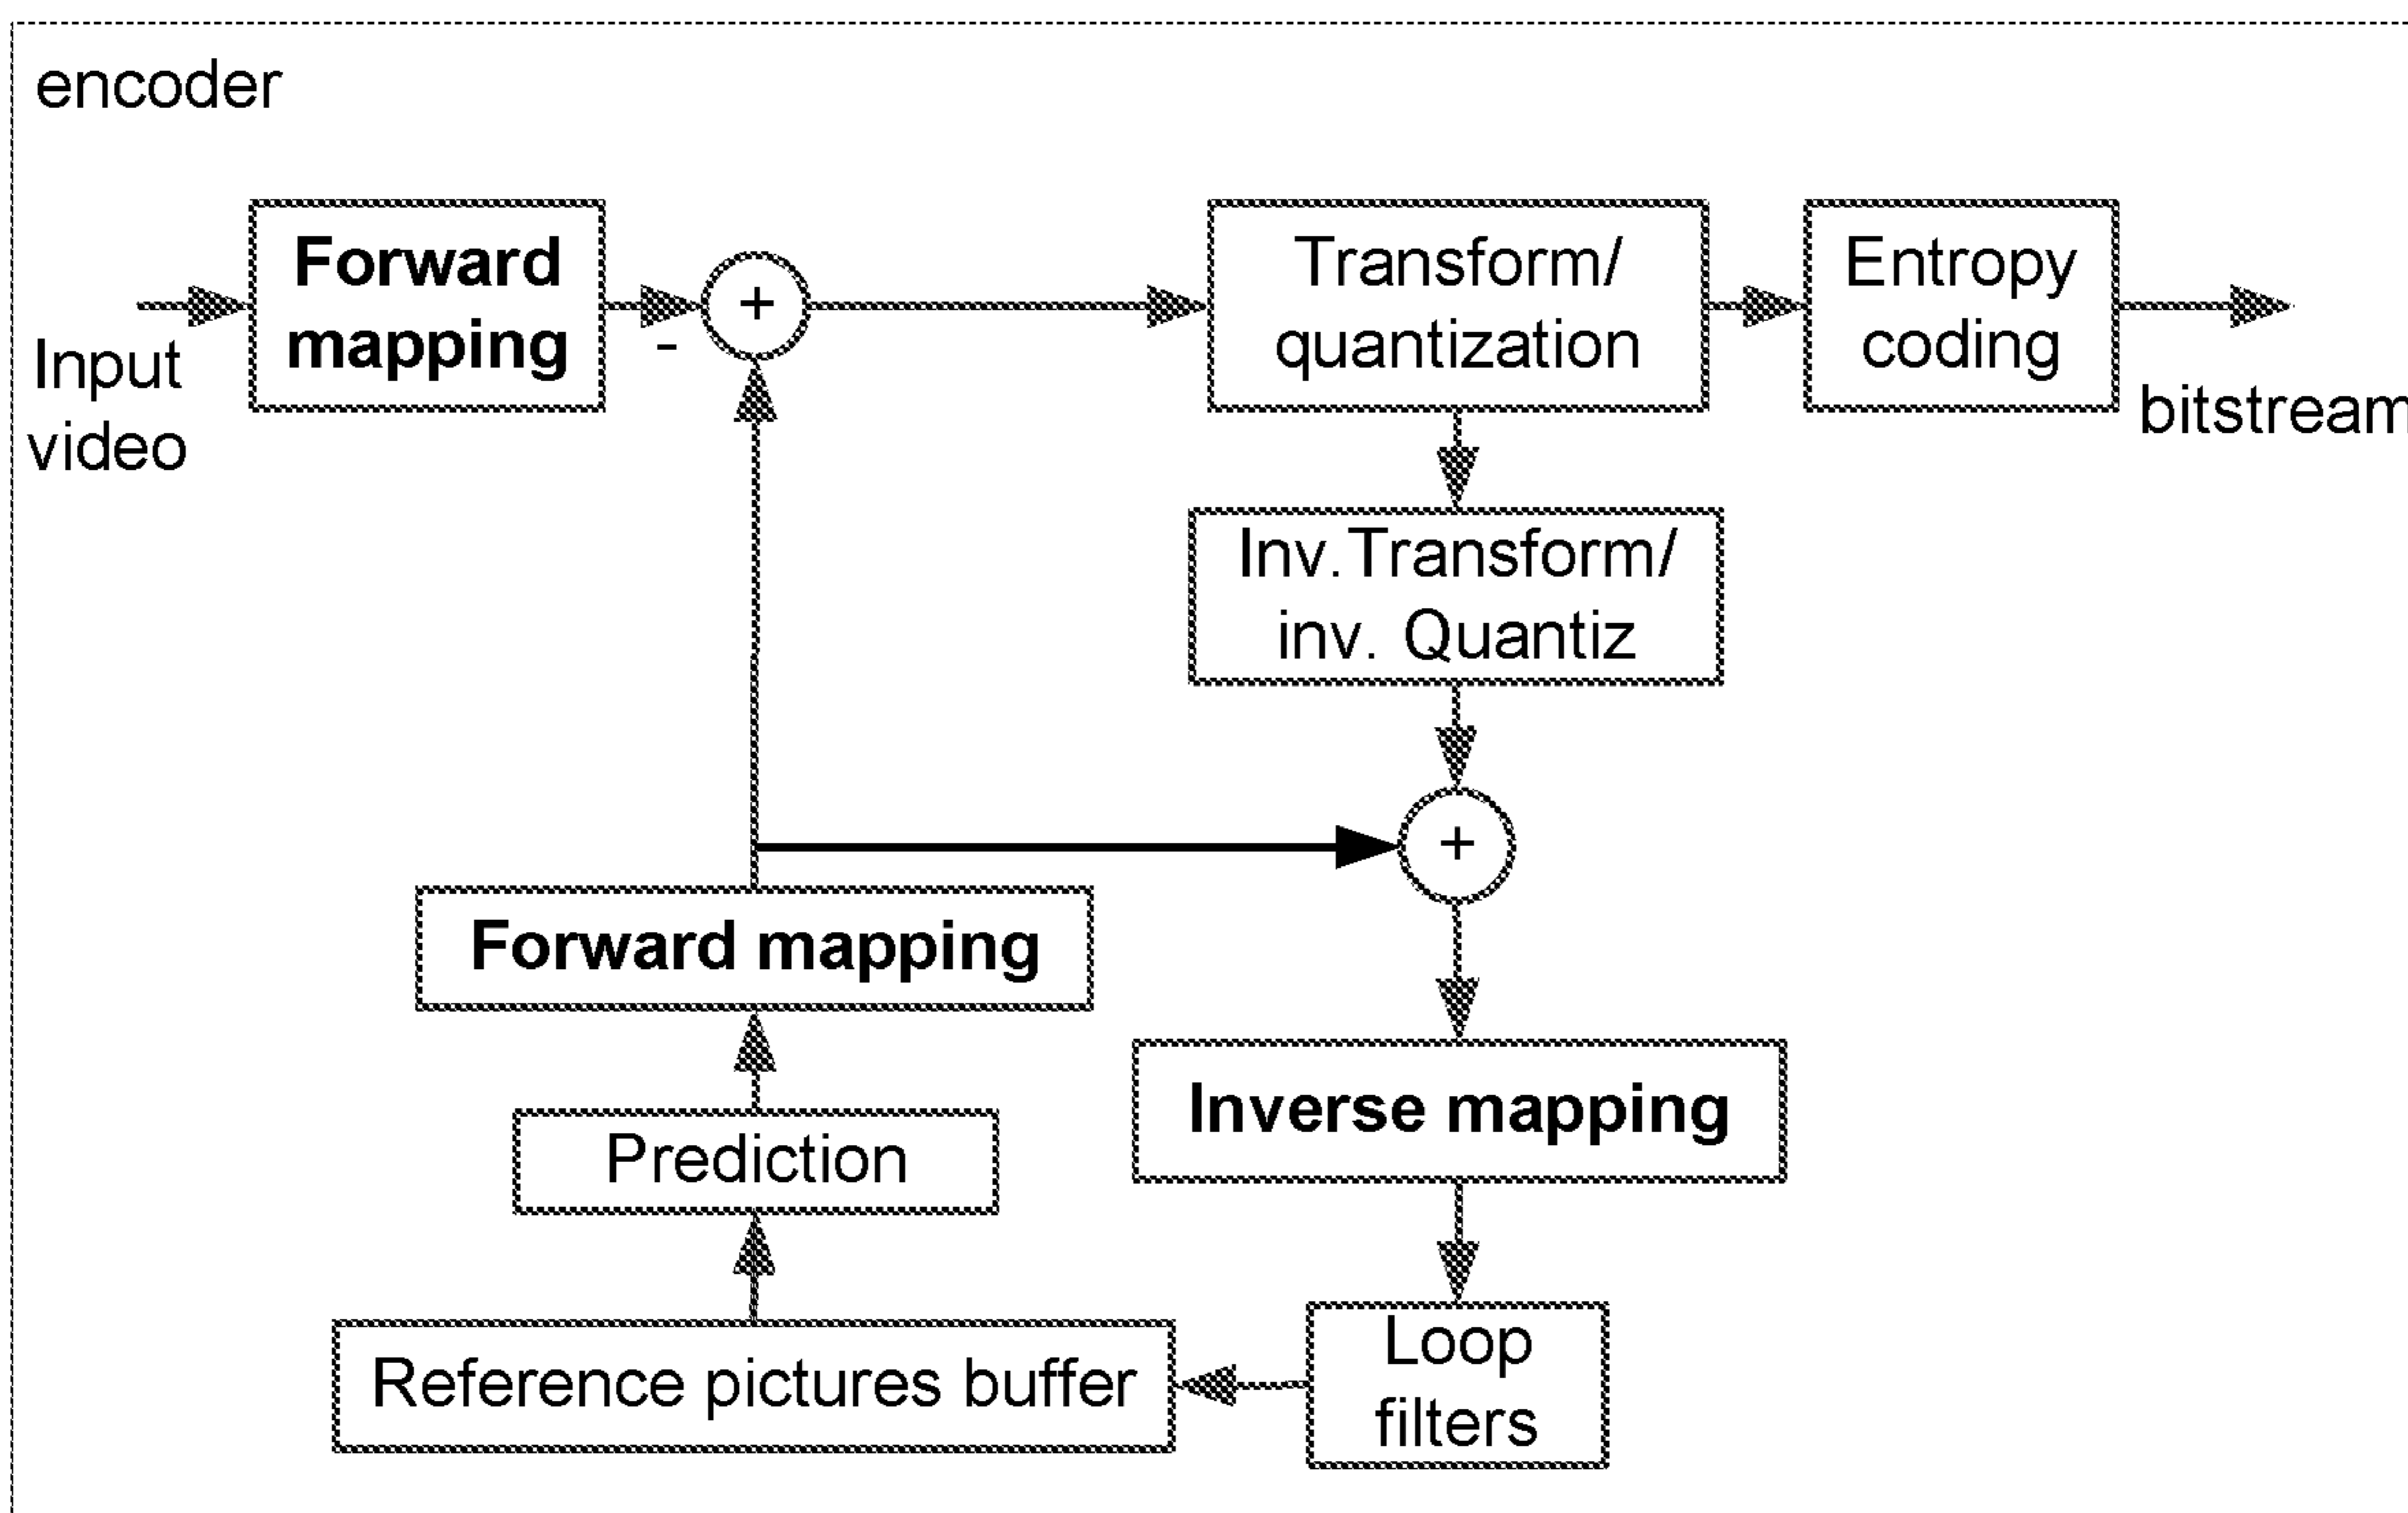 encoder
Forward
mapping
+
-
Input
video
Transform/
quantization
Entropy
coding
bitstream
Inv.Transform/
inv. Quantiz
+
Forward mapping
Inverse mapping
Prediction
Reference pictures buffer
Loop
filters